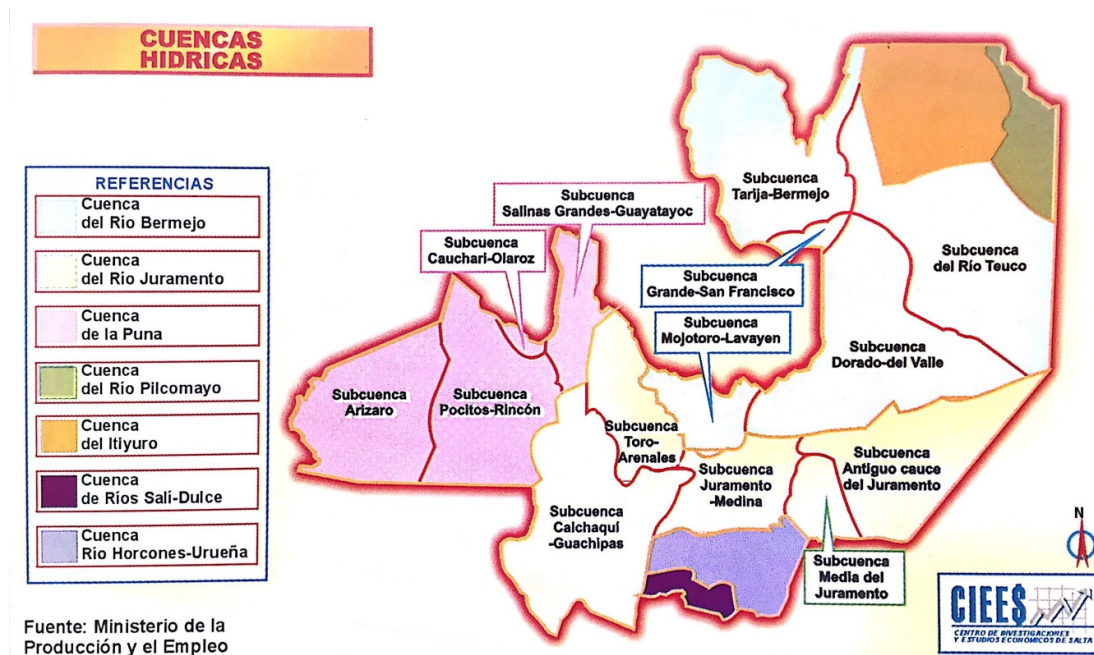 CUENCAS
HIDRICAS
REFERENCIAS
Cuenca
del Río Bermejo
Cuenca
del Río Juramento
Cuenca
de la Puna
Cuenca
del Río Pilcomayo
Cuenca
del Itiyuro
Cuenca
de Ríos Salí-Dulce
Cuenca
Río Horcones-Urueña
Fuente: Ministerio de la
Producción y el Empleo
Subcuenca
Salinas Grandes-Guayatayoc
Subcuenca
Cauchari-Olaroz
Subcuenca
Tarija-Bermejo
Subcuenca
Grande-San Francisco
Subcuenca
del Río Teuco
Subcuenca
Mojotoro-Lavayen
Subcuenca
Dorado-del Valle
Subcuenca
Arizaro
Subcuenca
Pocitos-Rincón
Subcuenca
Toro-
Arenales
Subcuenca
Juramento
-Medina
Subcuenca
Antiguo cauce
del Juramento
Subcuenca
Calchaquí
-Guachipas
Subcuenca
Media del
Juramento
N
CIEE$
CENTRO DE INVESTIGACIONES
Y ESTUDIOS ECONOMICOS DE SALTA